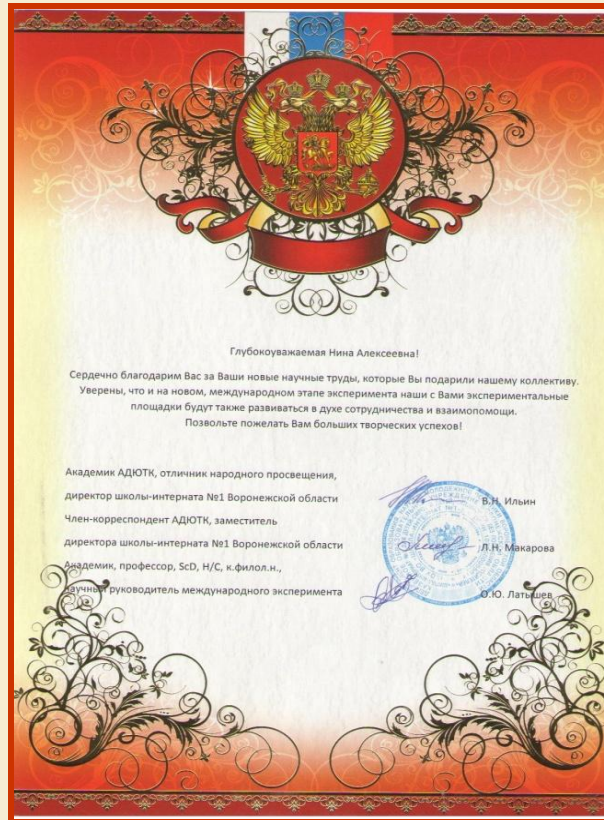 Глубокоуважаемая Нина Алексеевна!
Сердечно благодарим Вас за Ваши новые научные труды, которые Вы подарили нашему коллективу.
Уверены, что и на новом, международном этапе эксперимента наши с Вами экспериментальные
площадки будут также развиваться в духе сотрудничества и взаимопомощи.
Позвольте пожелать Вам больших творческих успехов!
Академик АДЮТК, отличник народного просвещения,
директор школы-интерната №1 Воронежской области
В.Н. Ильин
Член-корреспондент АДЮТК, заместитель
директора школы-интерната №1 Воронежской области
Л.Н. Макарова
Академик, профессор, ScD, H/C, к.филол.н.,
научный руководитель международного эксперимента
О.Ю. Латышев